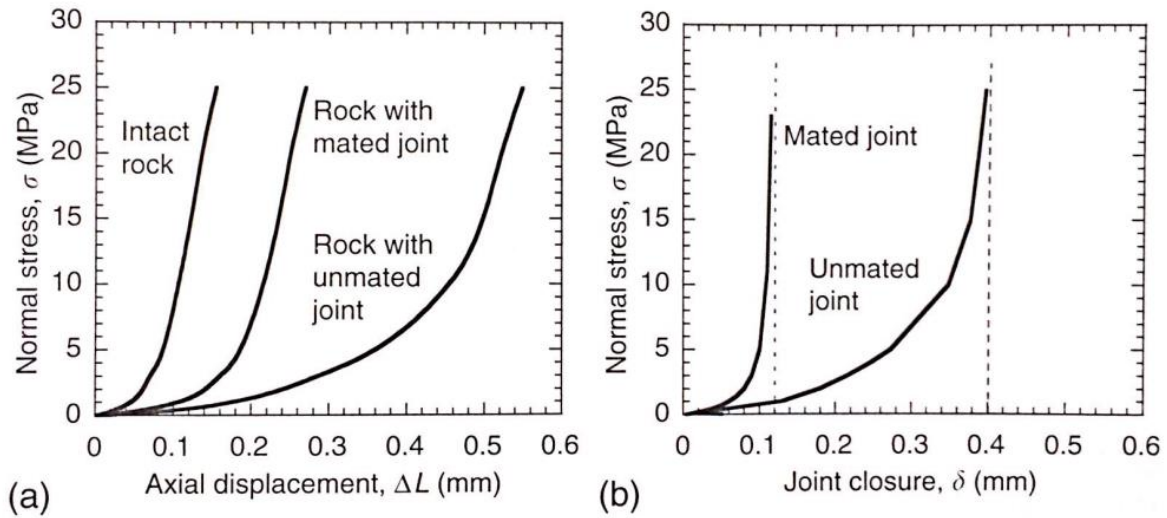 30
25
20
15
10
5
0
Normal stress, σ (MPa)
Intact
rock
Rock with
mated joint
Rock with
unmated
joint
0 0.1 0.2 0.3 0.4 0.5 0.6
Axial displacement, ΔL (mm)
(a)
30
25
20
15
10
5
0
Normal stress, σ (MPa)
Mated joint
Unmated
joint
0 0.1 0.2 0.3 0.4 0.5 0.6
Joint closure, δ (mm)
(b)